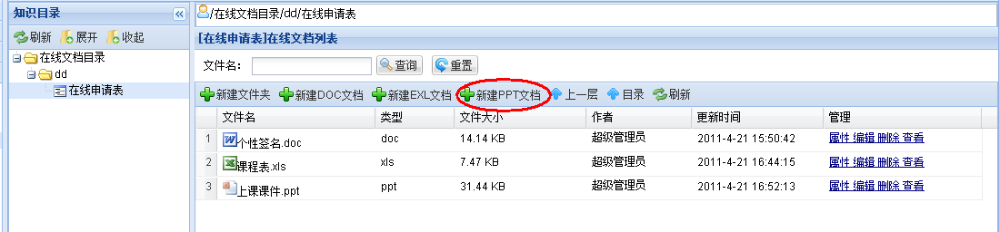 知识目录
刷新 展开 收起
在线文档目录
dd
在线申请表
/在线文档目录/dd/在线申请表
[在线申请表]在线文档列表
文件名： 查询 重置
新建文件夹 新建DOC文档 新建EXL文档 新建PPT文档 上一层 目录 刷新
文件名 类型 文件大小 作者 更新时间 管理
1 个性签名.doc doc 14.14 KB 超级管理员 2011-4-21 15:50:42 属性 编辑 删除 查看
2 课程表.xls xls 7.47 KB 超级管理员 2011-4-21 16:44:15 属性 编辑 删除 查看
3 上课课件.ppt ppt 31.44 KB 超级管理员 2011-4-21 16:52:13 属性 编辑 删除 查看